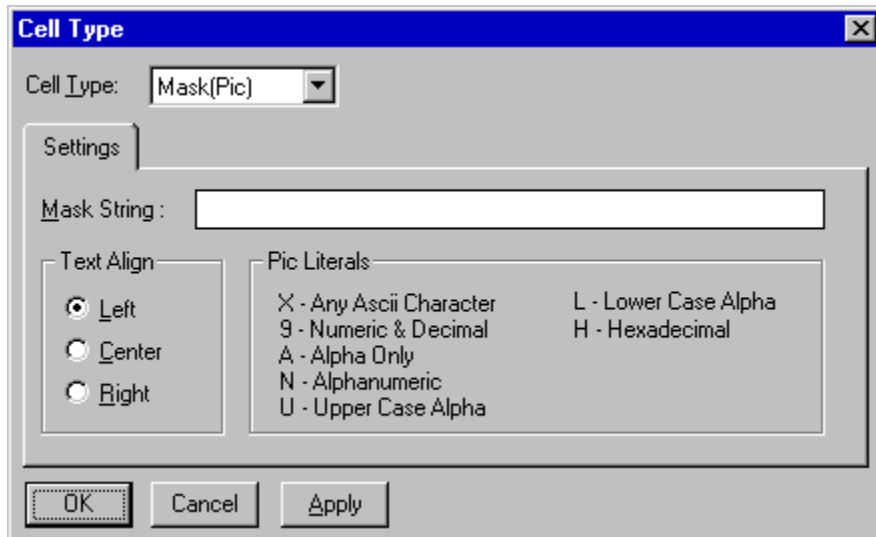 Cell Type
Cell Type: Mask(Pic)
Settings
Mask String :
Text Align
Left
Center
Right
Pic Literals
X - Any Ascii Character
9 - Numeric & Decimal
A - Alpha Only
N - Alphanumeric
U - Upper Case Alpha
L - Lower Case Alpha
H - Hexadecimal
OK Cancel Apply